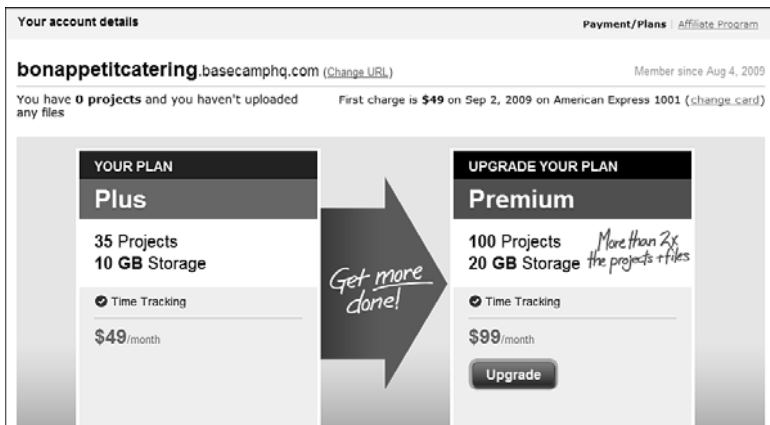 Your account details
Payment/Plans | Affiliate Program
bonappetitcatering.basecamphq.com (Change URL)
Member since Aug 4, 2009
You have 0 projects and you haven't uploaded
any files
First charge is $49 on Sep 2, 2009 on American Express 1001 (change card)
YOUR PLAN
Plus
35 Projects
10 GB Storage
Time Tracking
$49/month
Get more
done!
UPGRADE YOUR PLAN
Premium
100 Projects
20 GB Storage
More than 2x
the projects + files
Time Tracking
$99/month
Upgrade